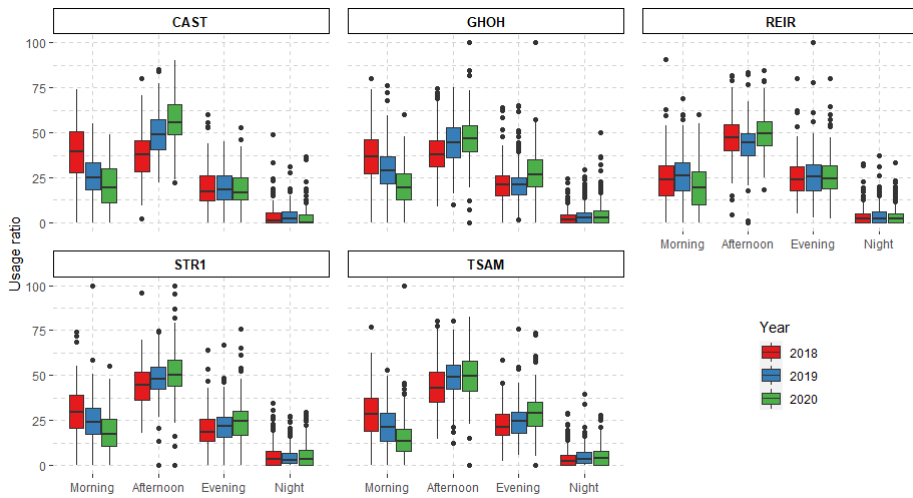 CAST
GHOH
REIR
100
75
50
25
0
Morning
Afternoon
Evening
Night
STR1
TSAM
100
75
50
25
0
Morning
Afternoon
Evening
Night
Morning
Afternoon
Evening
Night
Usage ratio
Year
2018
2019
2020